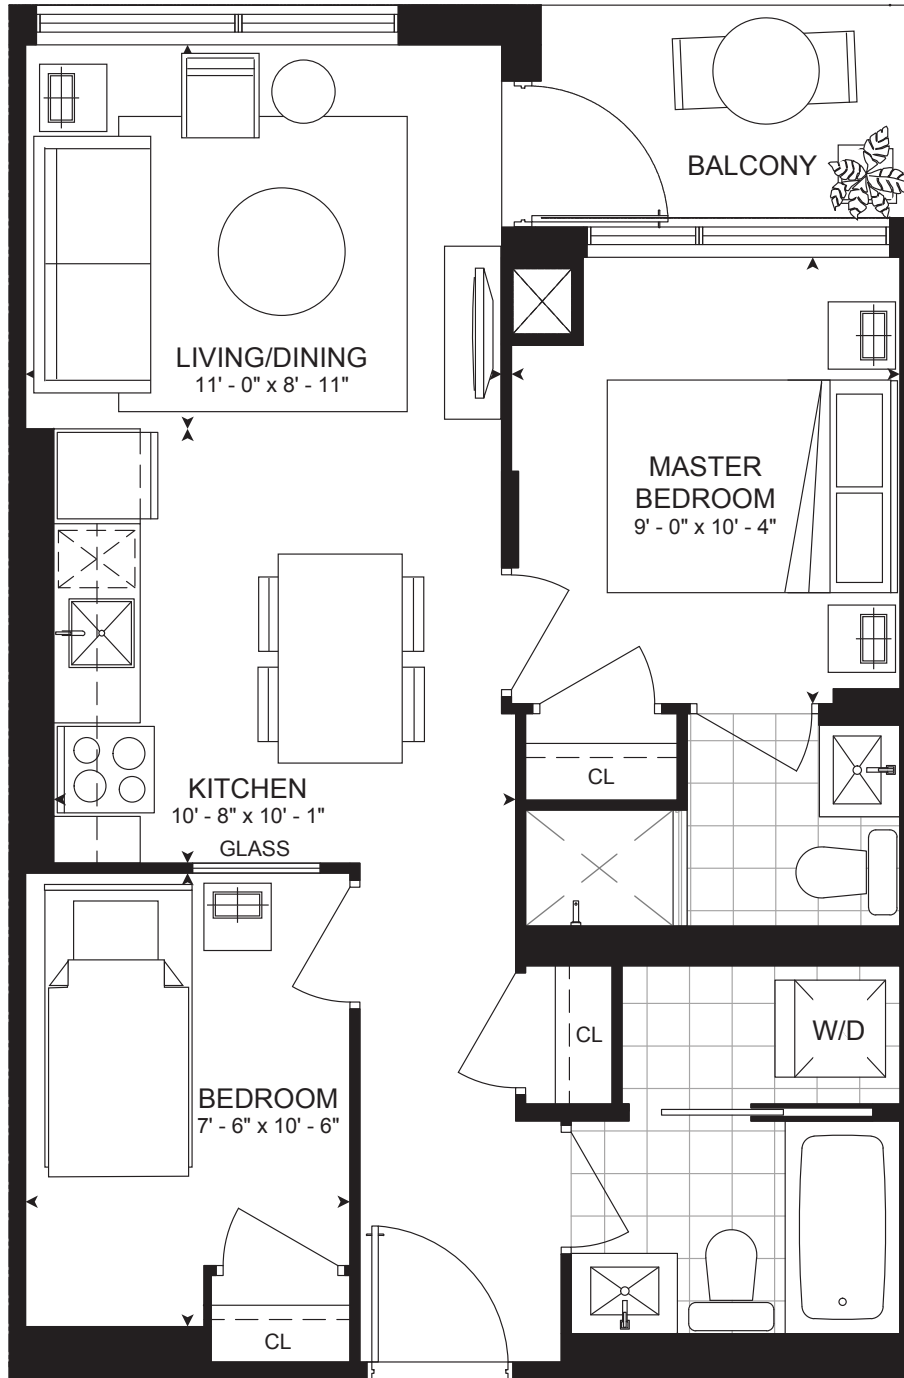 BALCONY
LIVING/DINING
11' - 0" x 8' - 11"
MASTER
BEDROOM
9' - 0" x 10' - 4"
KITCHEN
10' - 8" x 10' - 1"
GLASS
CL
CL
W/D
BEDROOM
7' - 6" x 10' - 6"
CL